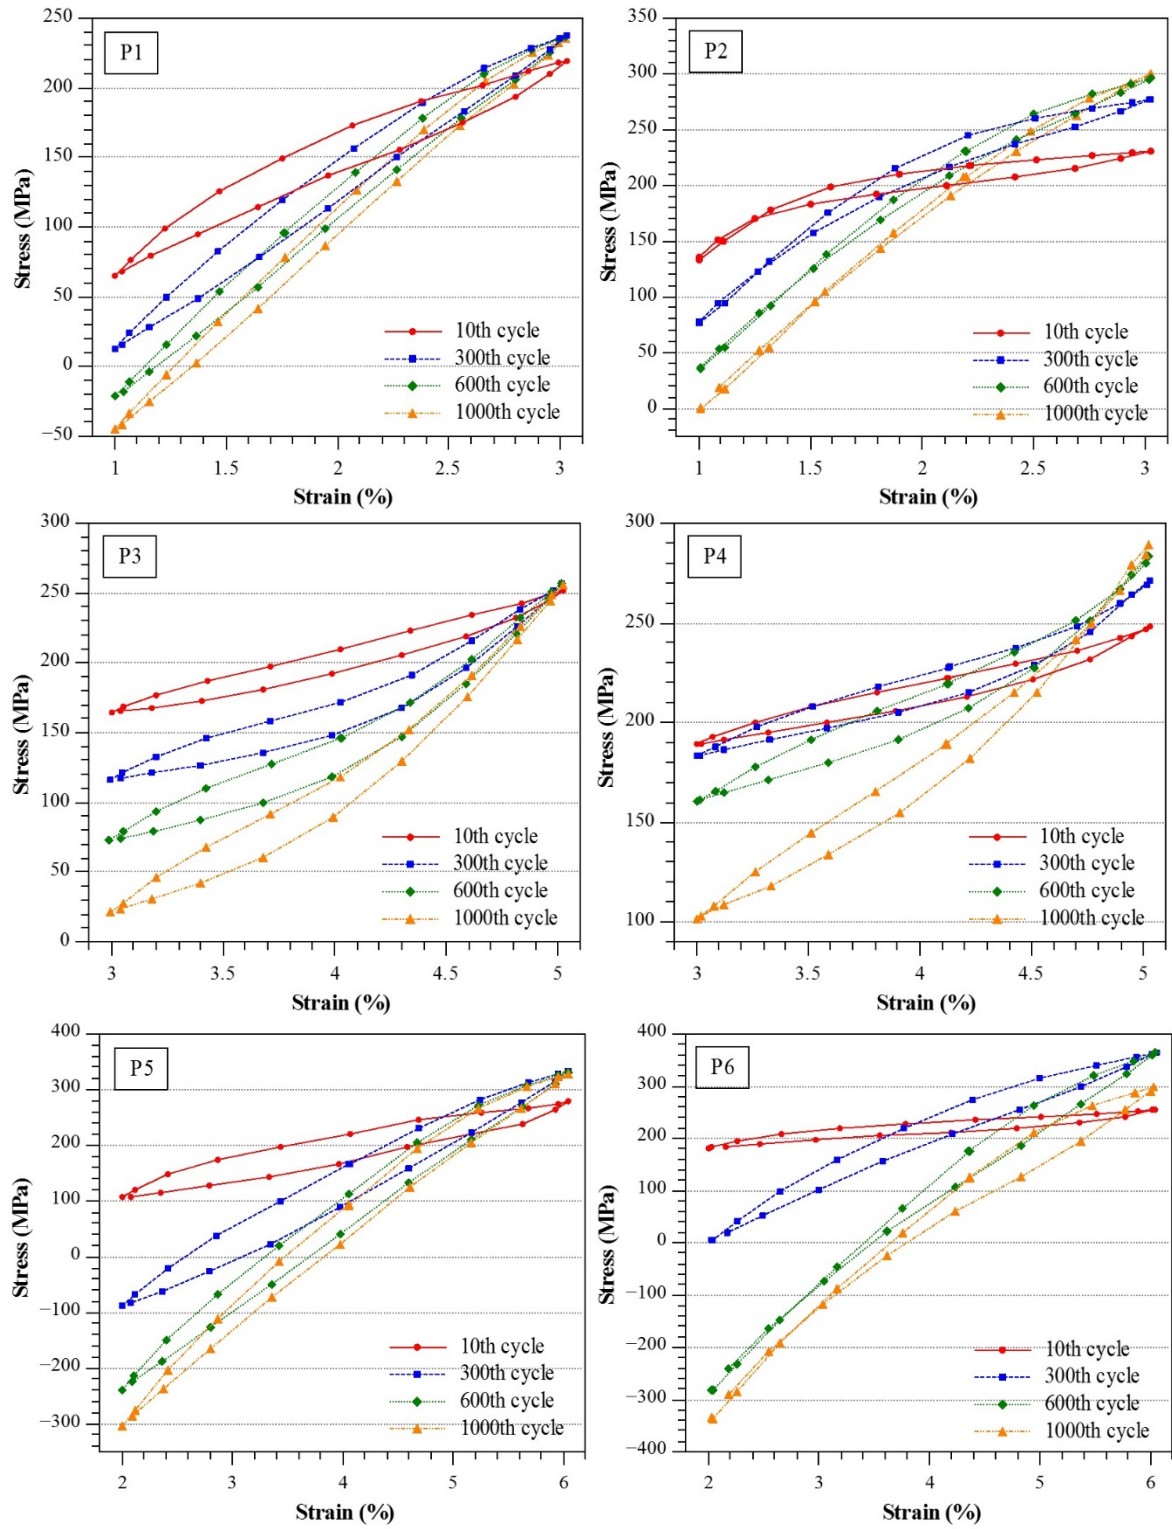 P1
Stress (MPa)
250
200
150
100
50
0
−50
10th cycle
300th cycle
600th cycle
1000th cycle
1
1.5
2
2.5
3
Strain (%)
P2
Stress (MPa)
350
300
250
200
150
100
50
0
10th cycle
300th cycle
600th cycle
1000th cycle
1
1.5
2
2.5
3
Strain (%)
P3
Stress (MPa)
300
250
200
150
100
50
0
10th cycle
300th cycle
600th cycle
1000th cycle
3
3.5
4
4.5
5
Strain (%)
P4
Stress (MPa)
300
250
200
150
100
10th cycle
300th cycle
600th cycle
1000th cycle
3
3.5
4
4.5
5
Strain (%)
P5
Stress (MPa)
400
300
200
100
0
−100
−200
−300
10th cycle
300th cycle
600th cycle
1000th cycle
2
3
4
5
6
Strain (%)
P6
Stress (MPa)
400
300
200
100
0
−100
−200
−300
−400
10th cycle
300th cycle
600th cycle
1000th cycle
2
3
4
5
6
Strain (%)